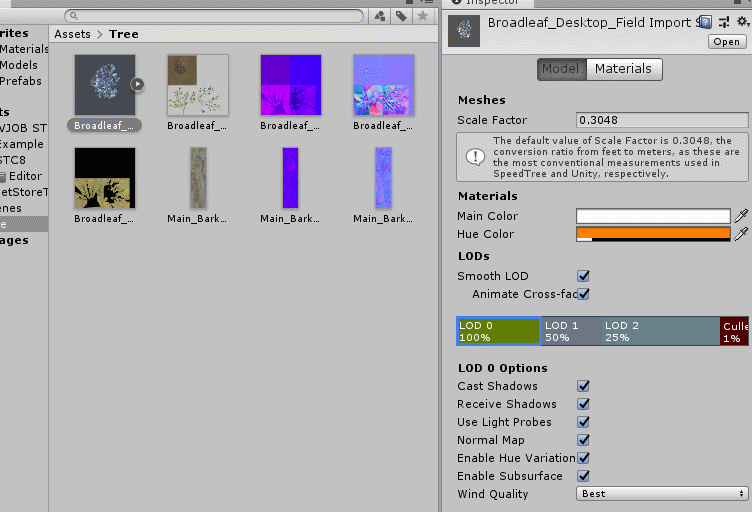 Inspector
Broadleaf_Desktop_Field Import S
Open
Model
Materials
Meshes
Scale Factor
0.3048
The default value of Scale Factor is 0.3048, the
conversion ratio from feet to meters, as these are
the most conventional measurements used in
SpeedTree and Unity, respectively.
Materials
Main Color
Hue Color
LODs
Smooth LOD
Animate Cross-fad
LOD 0
100%
LOD 1
50%
LOD 2
25%
Culle
1%
LOD 0 Options
Cast Shadows
Receive Shadows
Use Light Probes
Normal Map
Enable Hue Variation
Enable Subsurface
Wind Quality
Best
Assets
Tree
Broadleaf_...
Broadleaf_...
Broadleaf_...
Broadleaf_...
Broadleaf_...
Main_Bark...
Main_Bark...
Main_Bark...
rites
Materials
Models
Prefabs
ts
VJOB ST
Example
STC8
Editor
etStoreT
enes
e
ages